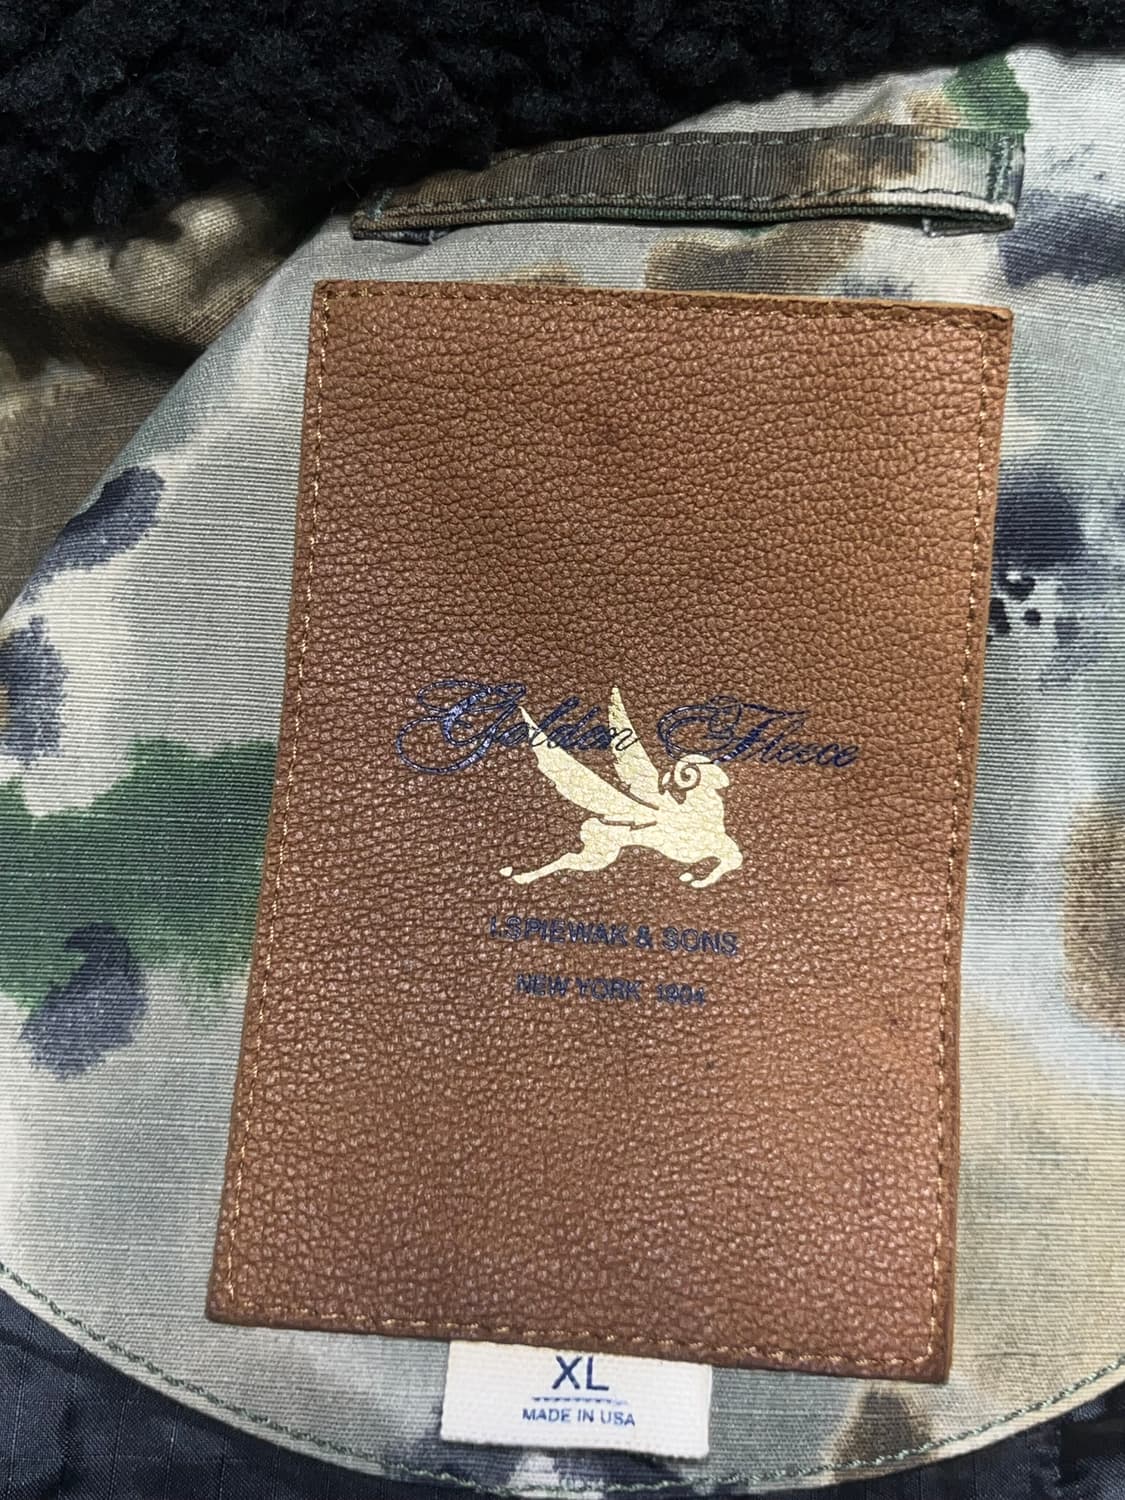 Golden Fleece
I.SPIEWAK & SONS
NEW YORK 1904
XL
MADE IN USA